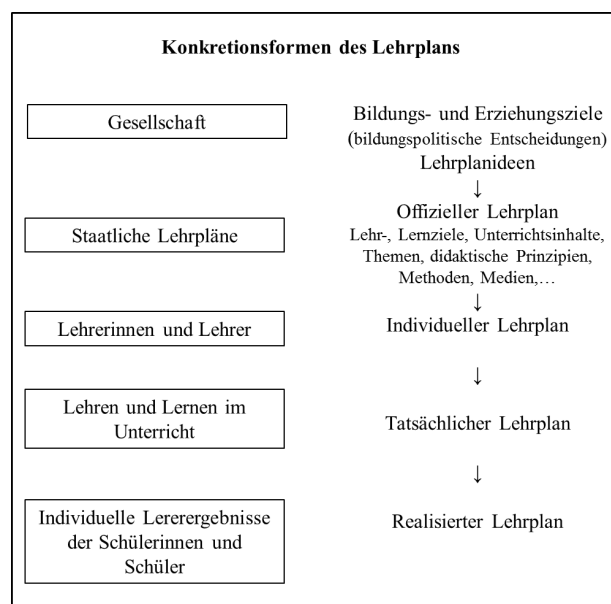 Konkretionsformen des Lehrplans
Gesellschaft
Bildungs- und Erziehungsziele
(bildungspolitische Entscheidungen)
Lehrplanideen
↓
Staatliche Lehrpläne
Offizieller Lehrplan
Lehr-, Lernziele, Unterrichtsinhalte,
Themen, didaktische Prinzipien,
Methoden, Medien,…
↓
Lehrerinnen und Lehrer
Individueller Lehrplan
↓
Lehren und Lernen im
Unterricht
Tatsächlicher Lehrplan
↓
Individuelle Lererergebnisse
der Schülerinnen und
Schüler
Realisierter Lehrplan